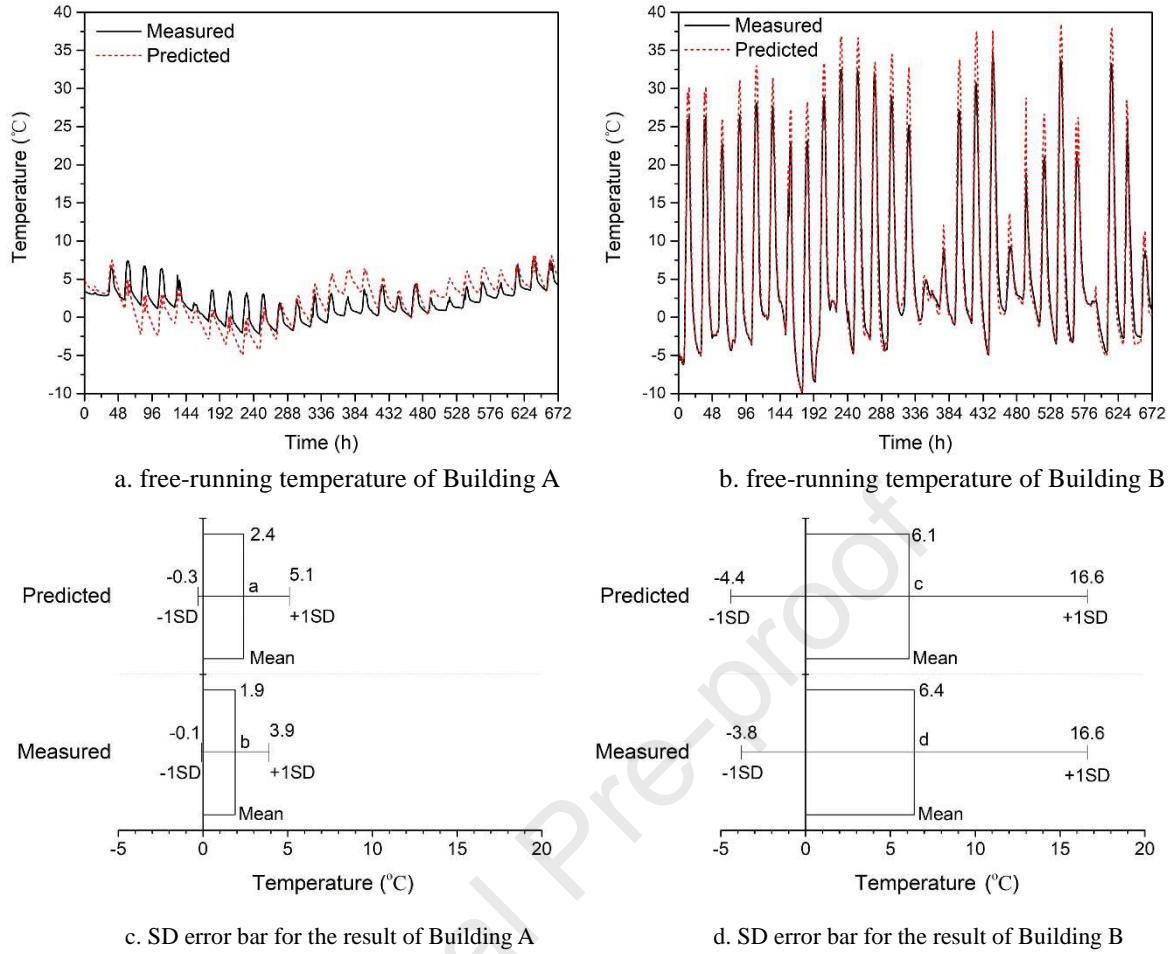 40
35
30
25
20
15
10
5
0
-5
-10
Temperature (℃)
Measured
Predicted
0 48 96 144 192 240 288 336 384 432 480 528 576 624 672
Time (h)
a. free-running temperature of Building A
40
35
30
25
20
15
10
5
0
-5
-10
Temperature (℃)
Measured
Predicted
0 48 96 144 192 240 288 336 384 432 480 528 576 624 672
Time (h)
b. free-running temperature of Building B
Predicted
2.4
-0.3
a
5.1
-1SD
+1SD
Mean
Measured
1.9
-0.1
b
3.9
-1SD
+1SD
Mean
-5 0 5 10 15 20
Temperature (℃)
c. SD error bar for the result of Building A
Predicted
6.1
-4.4
c
16.6
-1SD
+1SD
Mean
Measured
6.4
-3.8
d
16.6
-1SD
+1SD
Mean
-5 0 5 10 15 20
Temperature (℃)
d. SD error bar for the result of Building B
al Pre-proof